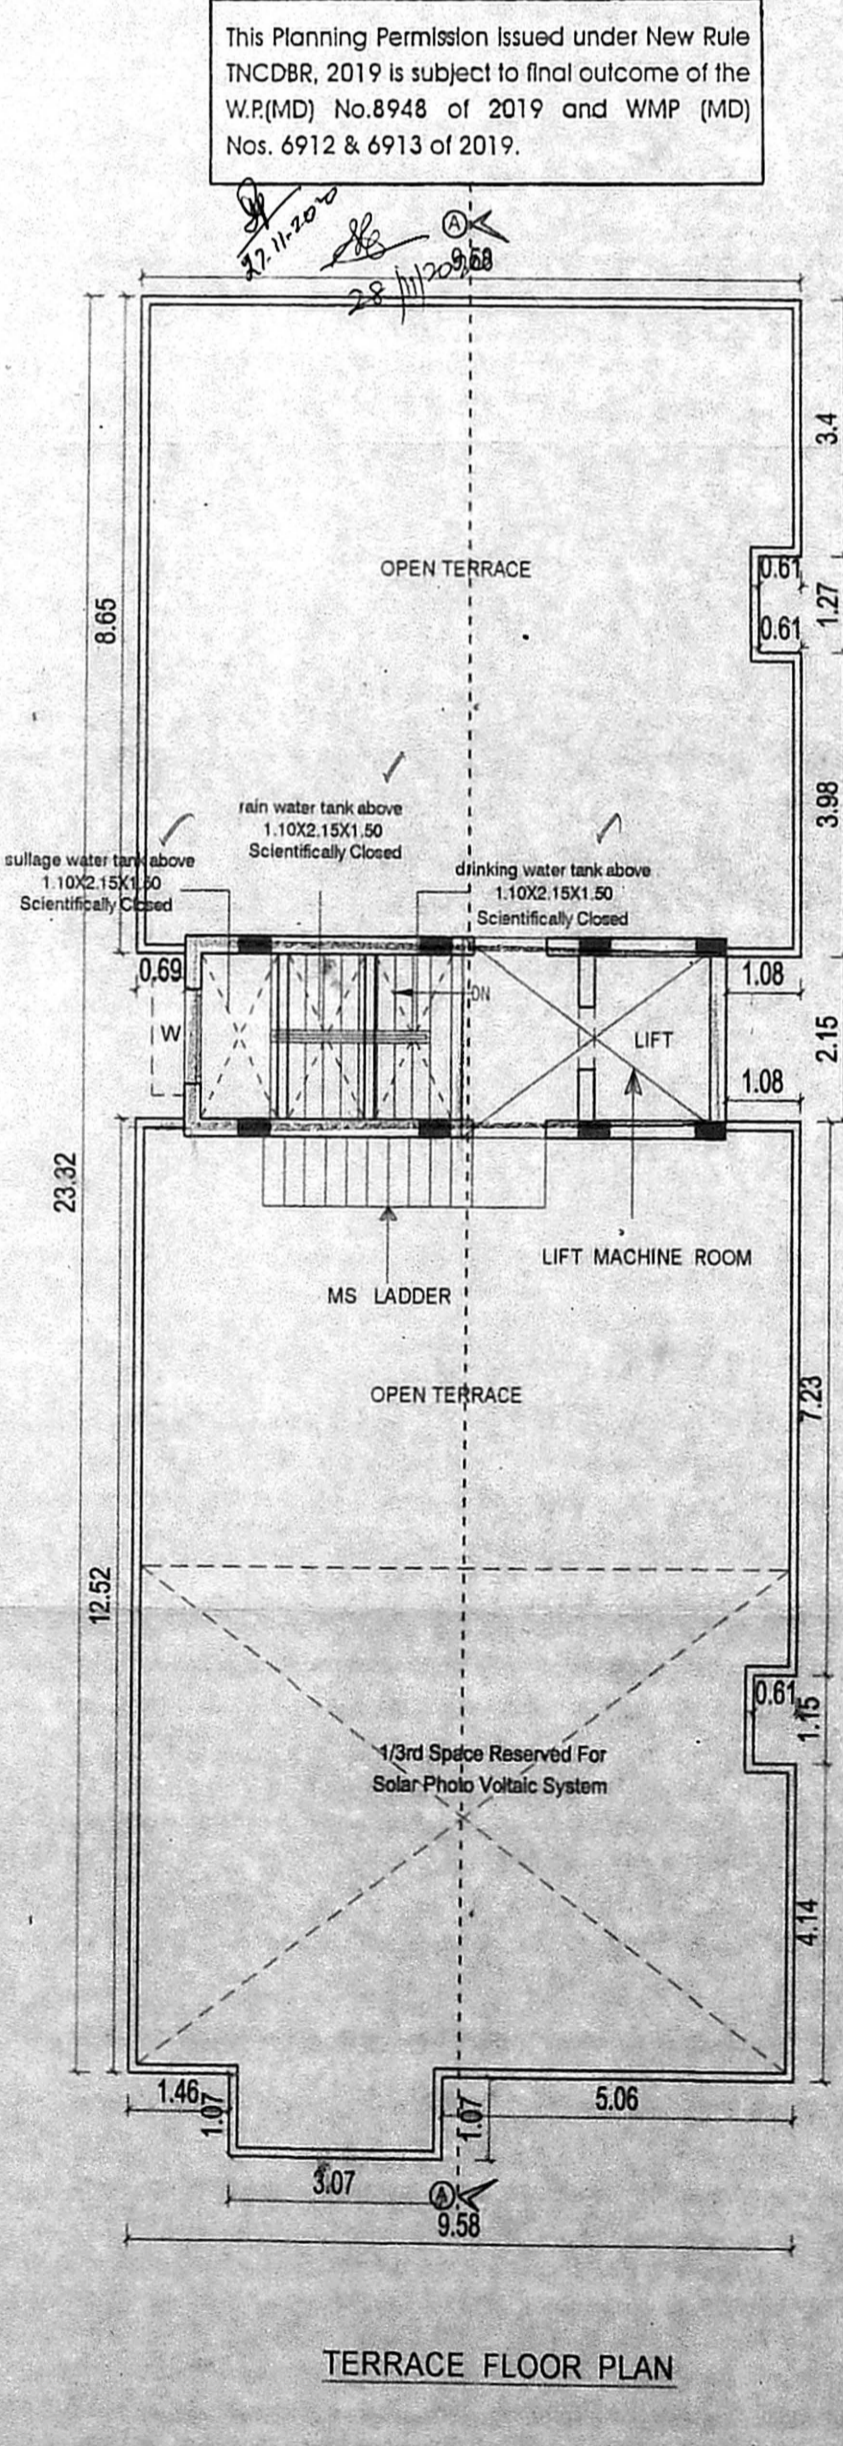 This Planning Permission issued under New Rule
TNCDBR, 2019 is subject to final outcome of the
W.P.(MD) No.8948 of 2019 and WMP (MD)
Nos. 6912 & 6913 of 2019.
27.11.2020
28/11/2020
A
9.58
3.4
OPEN TERRACE
0.61
1.27
0.61
8.65
3.98
rain water tank above
1.10X2.15X1.50
Scientifically Closed
sullage water tank above
1.10X2.15X1.50
Scientifically Closed
drinking water tank above
1.10X2.15X1.50
Scientifically Closed
0.69
DN
1.08
W
LIFT
2.15
1.08
23.32
LIFT MACHINE ROOM
MS LADDER
OPEN TERRACE
7.23
12.52
0.61
1.15
1/3rd Space Reserved For
Solar Photo Voltaic System
4.14
1.46
1.07
1.07
5.06
3.07
A
9.58
TERRACE FLOOR PLAN